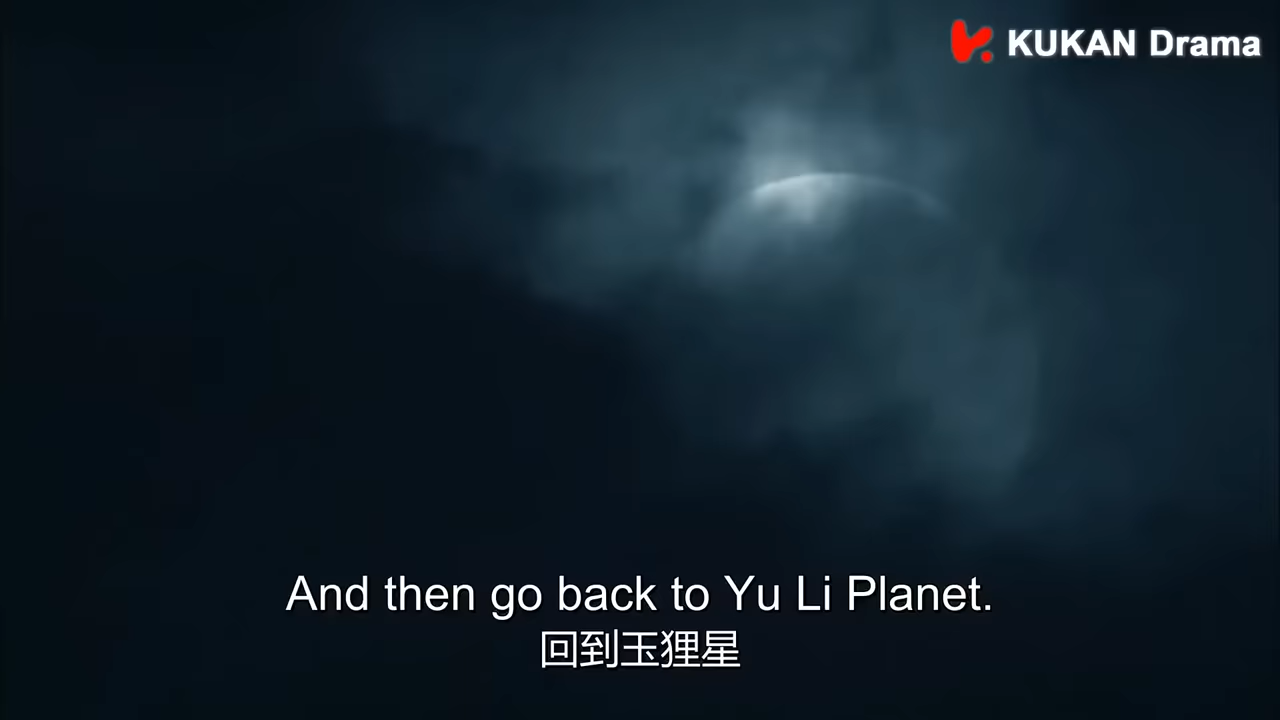 KUKAN Drama
And then go back to Yu Li Planet.
回到玉狸星